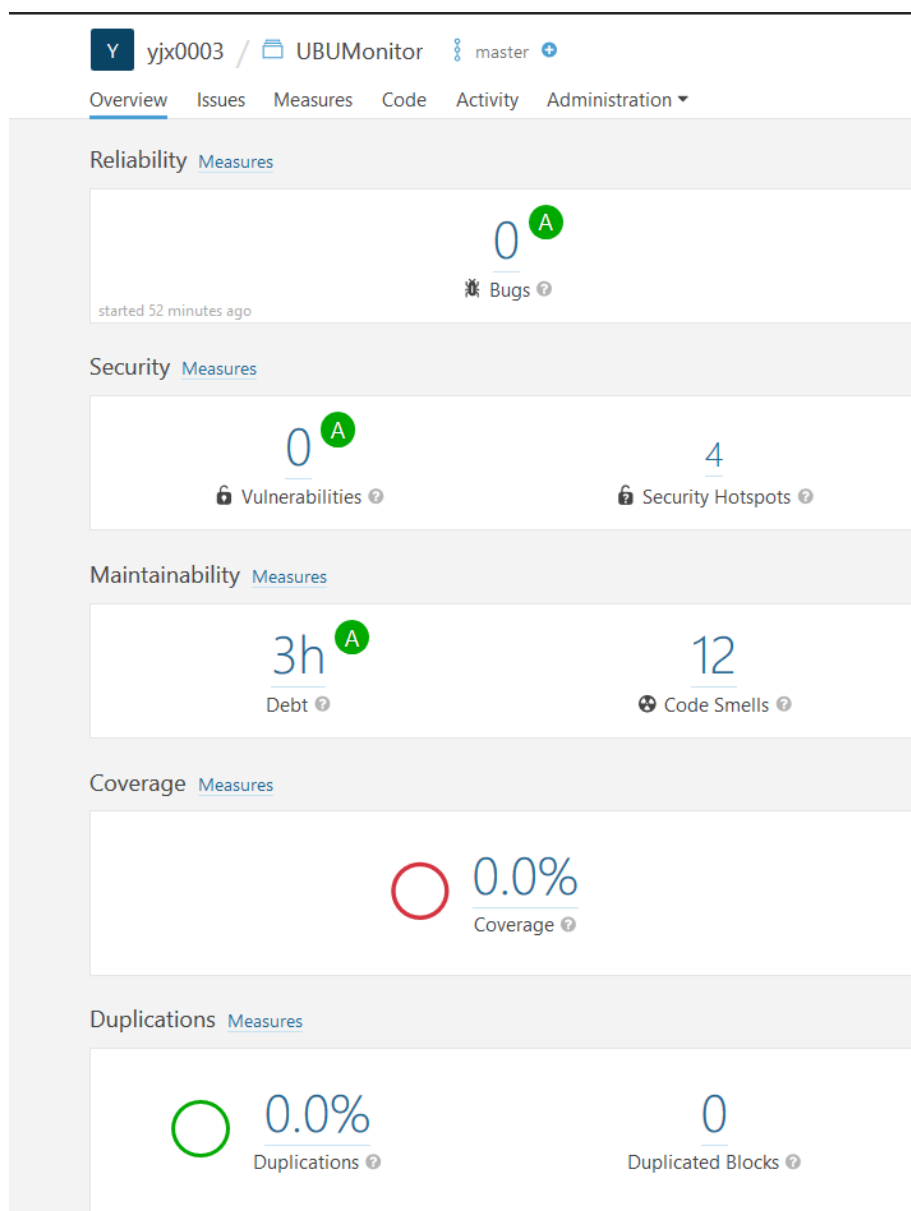 Y yjx0003 / UBUMonitor master
Overview Issues Measures Code Activity Administration
Reliability Measures
0 A
Bugs ?
started 52 minutes ago
Security Measures
0 A 4
Vulnerabilities ? Security Hotspots ?
Maintainability Measures
3h A 12
Debt ? Code Smells ?
Coverage Measures
0.0%
Coverage ?
Duplications Measures
0.0% 0
Duplications ? Duplicated Blocks ?